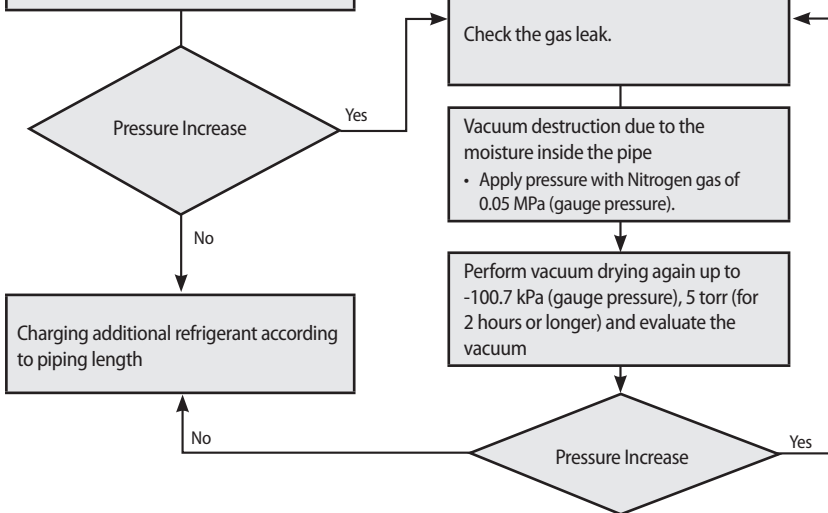 Pressure Increase
Yes
No
Charging additional refrigerant according
to piping length
Check the gas leak.
Vacuum destruction due to the
moisture inside the pipe
• Apply pressure with Nitrogen gas of
0.05 MPa (gauge pressure).
Perform vacuum drying again up to
-100.7 kPa (gauge pressure), 5 torr (for
2 hours or longer) and evaluate the
vacuum
Pressure Increase
Yes
No